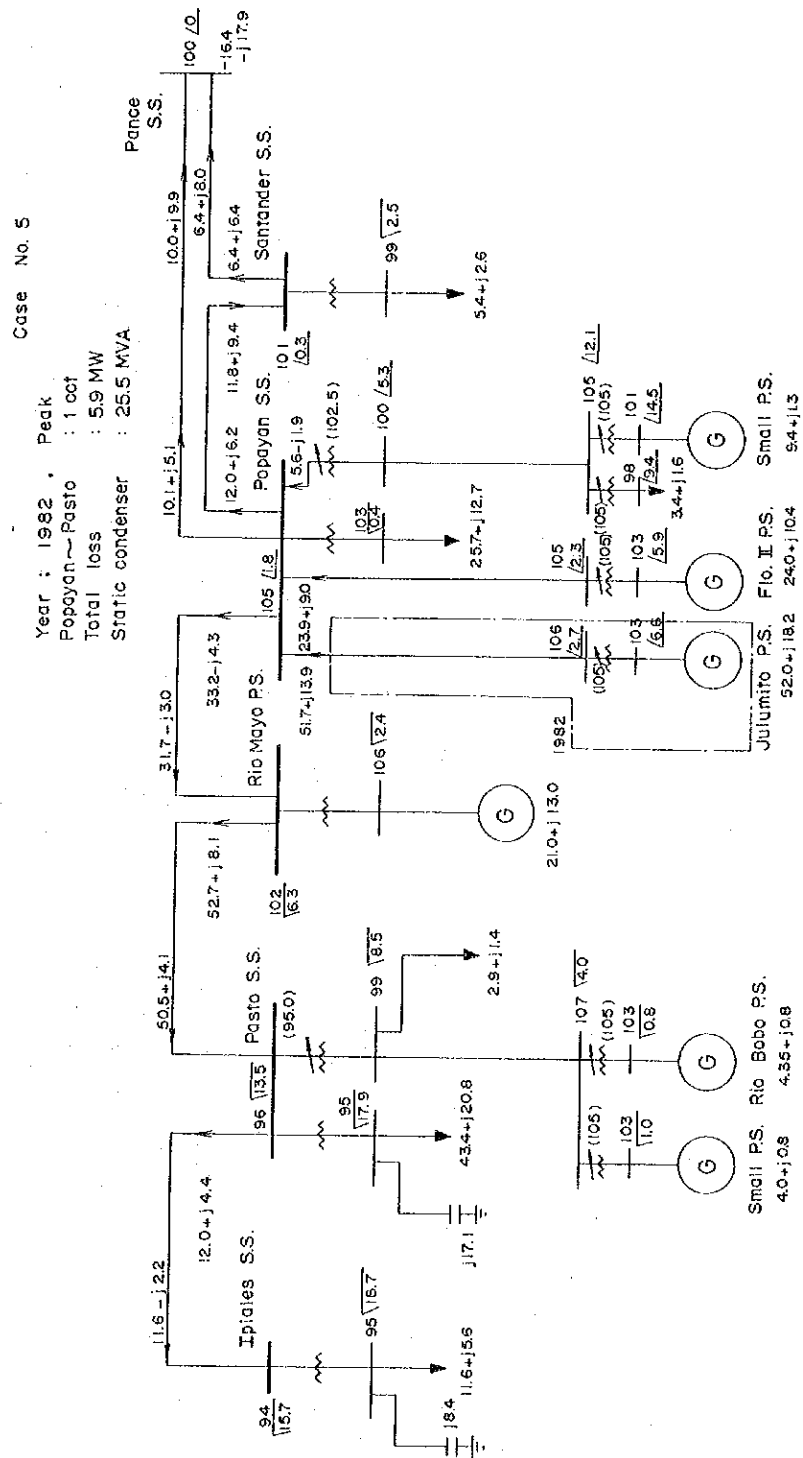 Case No. 5
Year : 1982 , Peak
Popayan〜Pasto : 1 cct
Total loss : 5.9 MW
Static condenser : 25.5 MVA
Pance
S.S.
100 /0
-16.4
-j17.9
10.0+j9.9
6.4+j8.0
10.1+j5.1
6.4+j6.4
Santander S.S.
11.8+j9.4
12.0+j6.2
101
/0.3
99 \2.5
5.4+j2.6
Popayan S.S.
105 /1.8
5.6-j1.9
(102.5)
100 /5.3
103
/0.4
25.7+j12.7
23.9+j9.0
51.7+j13.9
105 /12.1
(105)
101
/14.5
G
Small P.S.
9.4+j1.3
(105)
98
/9.4
3.4+j1.6
105
/2.3
(105)
103
/5.9
G
Flo. II P.S.
24.0+j10.4
106
/2.7
(105)
103
/6.6
G
Julumito P.S.
52.0+j18.2
1982
31.7-j3.0
33.2-j4.3
Rio Mayo P.S.
102
\6.3
106 \2.4
G
21.0+j13.0
52.7+j8.1
50.5+j4.1
Pasto S.S.
96 \13.5
(95.0)
99 \8.5
2.9+j1.4
95
\17.9
43.4+j20.8
j17.1
107 \4.0
(105)
103
\0.8
G
Rio Bobo P.S.
4.35+j0.8
(105)
103
\1.0
G
Small P.S.
4.0+j0.8
12.0-j4.4
11.6-j2.2
Ipiales S.S.
94
\15.7
95 \18.7
11.6+j5.6
j8.4